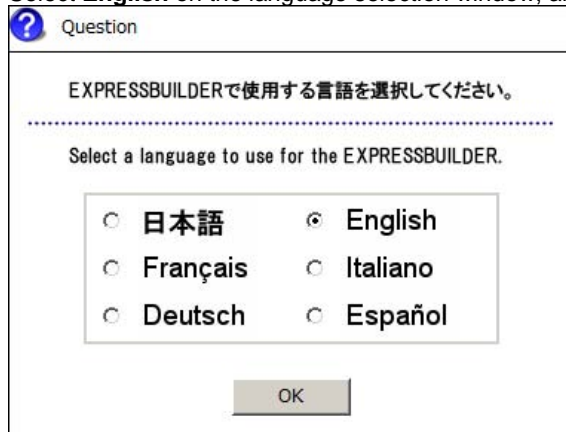 Select English on the language selection window, a
Question
EXPRESSBUILDERで使用する言語を選択してください。
Select a language to use for the EXPRESSBUILDER.
日本語 English
Français Italiano
Deutsch Español
OK